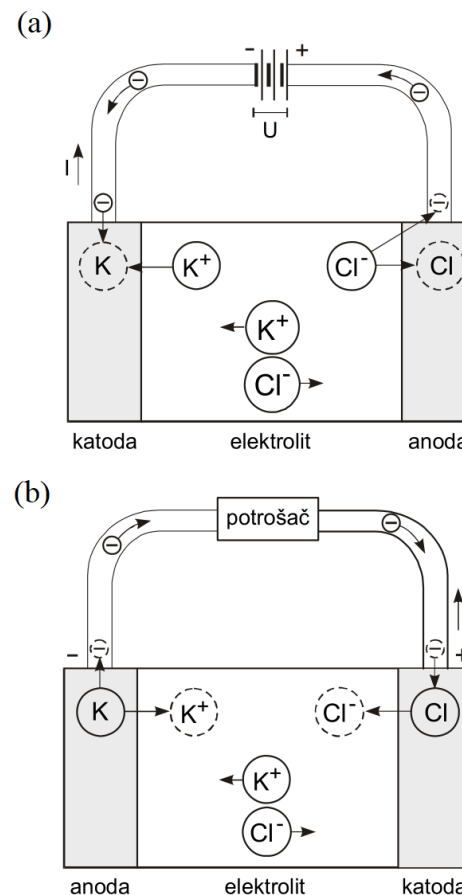 (a)
- +
U
I
K K⁺ Cl⁻ Cl
K⁺
Cl⁻
katoda elektrolit anoda
(b)
potrošač
- +
K K⁺ Cl⁻ Cl
K⁺
Cl⁻
anoda elektrolit katoda